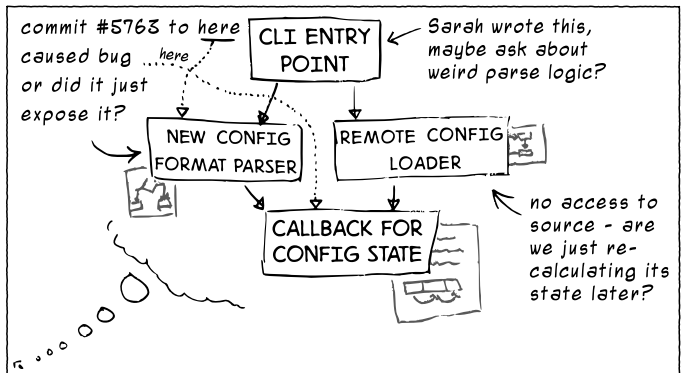 commit #5763 to here
caused bug
here
or did it just
expose it?
CLI ENTRY
POINT
Sarah wrote this,
maybe ask about
weird parse logic?
NEW CONFIG
FORMAT PARSER
REMOTE CONFIG
LOADER
CALLBACK FOR
CONFIG STATE
no access to
source - are
we just re-
calculating its
state later?